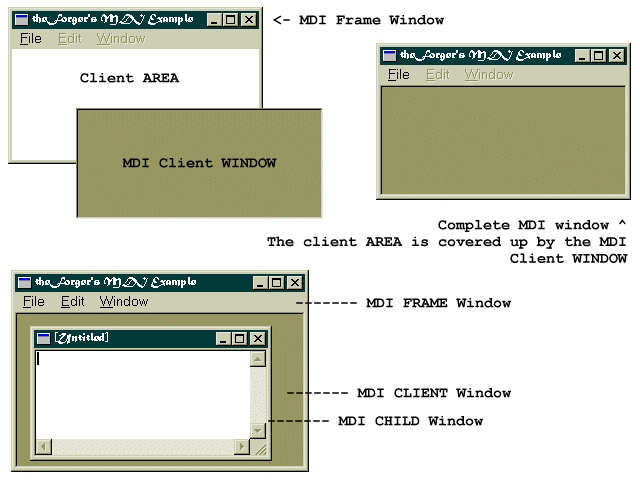 theForger's MDI Example
<- MDI Frame Window
File Edit Window
Client AREA
MDI Client WINDOW
theForger's MDI Example
File Edit Window
Complete MDI window ^
The client AREA is covered up by the MDI
Client WINDOW
theForger's MDI Example
File Edit Window
------- MDI FRAME Window
[Untitled]
------- MDI CLIENT Window
------- MDI CHILD Window